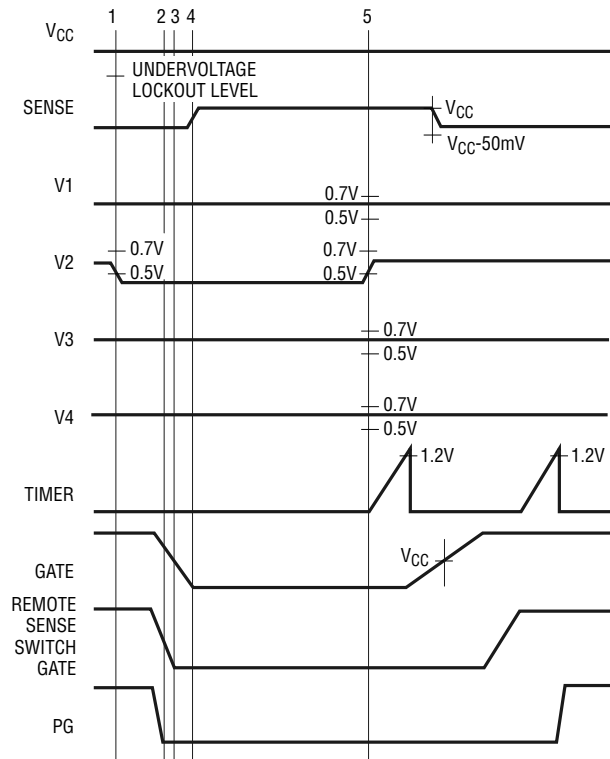 1 2 3 4 5
VCC
UNDERVOLTAGE
LOCKOUT LEVEL
SENSE
VCC
VCC-50mV
V1
0.7V
0.5V
V2
0.7V
0.5V
0.7V
0.5V
V3
0.7V
0.5V
V4
0.7V
0.5V
TIMER
1.2V
1.2V
GATE
VCC
REMOTE
SENSE
SWITCH
GATE
PG